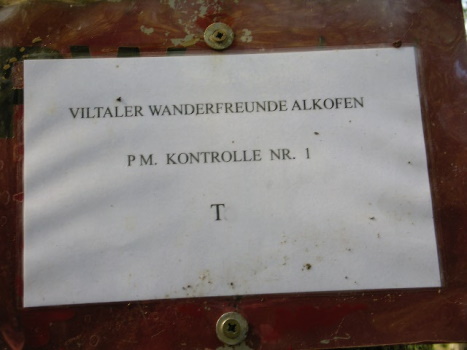 VILTALER WANDERFREUNDE ALKOFEN
P M. KONTROLLE NR. 1
T